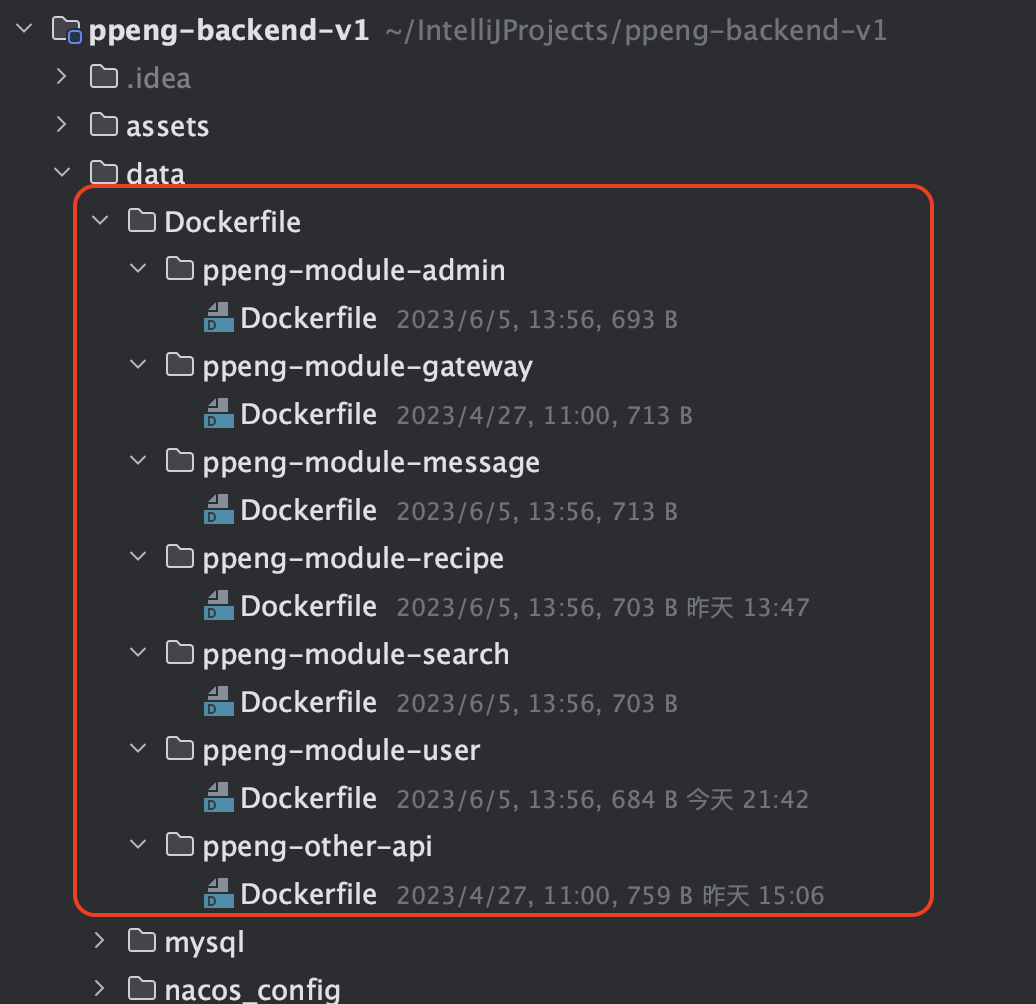 ppeng-backend-v1 ~/IntelliJProjects/ppeng-backend-v1
.idea
assets
data
Dockerfile
ppeng-module-admin
Dockerfile 2023/6/5, 13:56, 693 B
ppeng-module-gateway
Dockerfile 2023/4/27, 11:00, 713 B
ppeng-module-message
Dockerfile 2023/6/5, 13:56, 713 B
ppeng-module-recipe
Dockerfile 2023/6/5, 13:56, 703 B 昨天 13:47
ppeng-module-search
Dockerfile 2023/6/5, 13:56, 703 B
ppeng-module-user
Dockerfile 2023/6/5, 13:56, 684 B 今天 21:42
ppeng-other-api
Dockerfile 2023/4/27, 11:00, 759 B 昨天 15:06
mysql
nacos_config